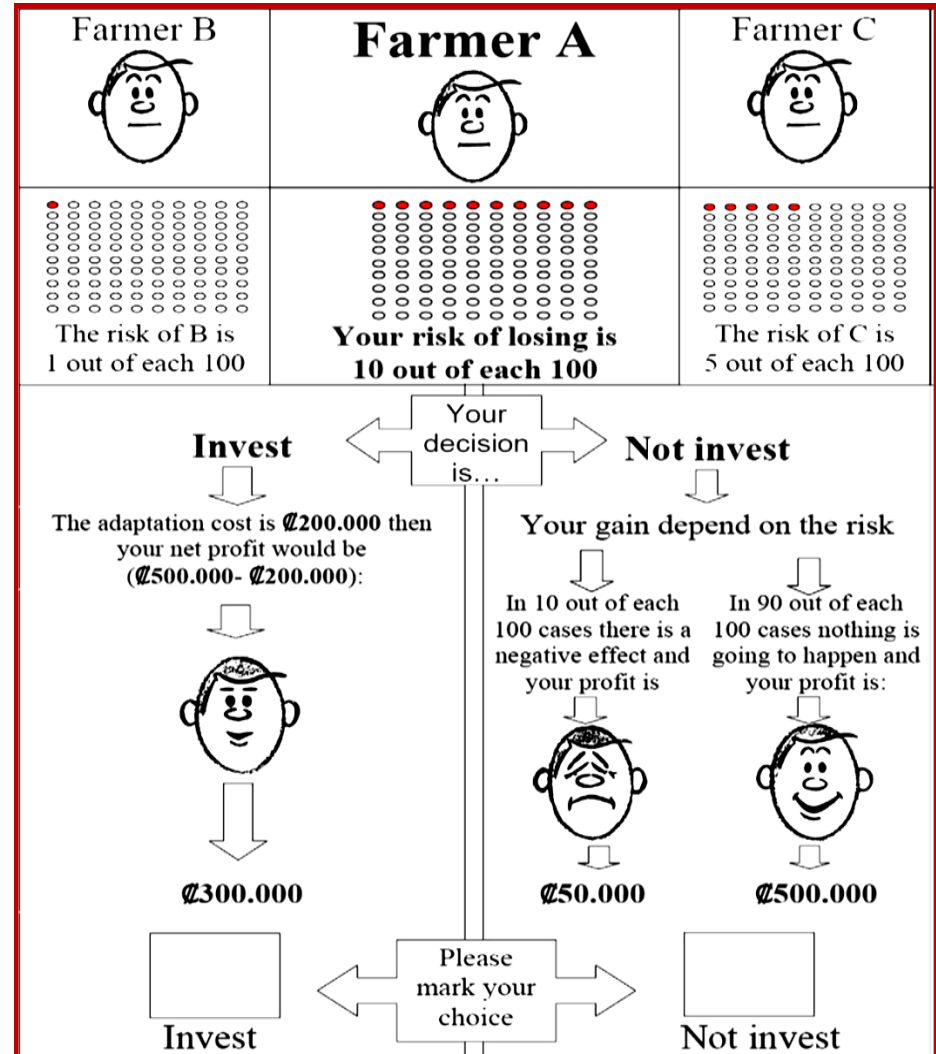 Farmer B
Farmer A
Farmer C
The risk of B is
1 out of each 100
Your risk of losing is
10 out of each 100
The risk of C is
5 out of each 100
Your
decision
is...
Invest
The adaptation cost is ₡200.000 then
your net profit would be
(₡500.000- ₡200.000):
₡300.000
Not invest
Your gain depend on the risk
In 10 out of each
100 cases there is a
negative effect and
your profit is
₡50.000
In 90 out of each
100 cases nothing is
going to happen and
your profit is:
₡500.000
Please
mark your
choice
Invest
Not invest